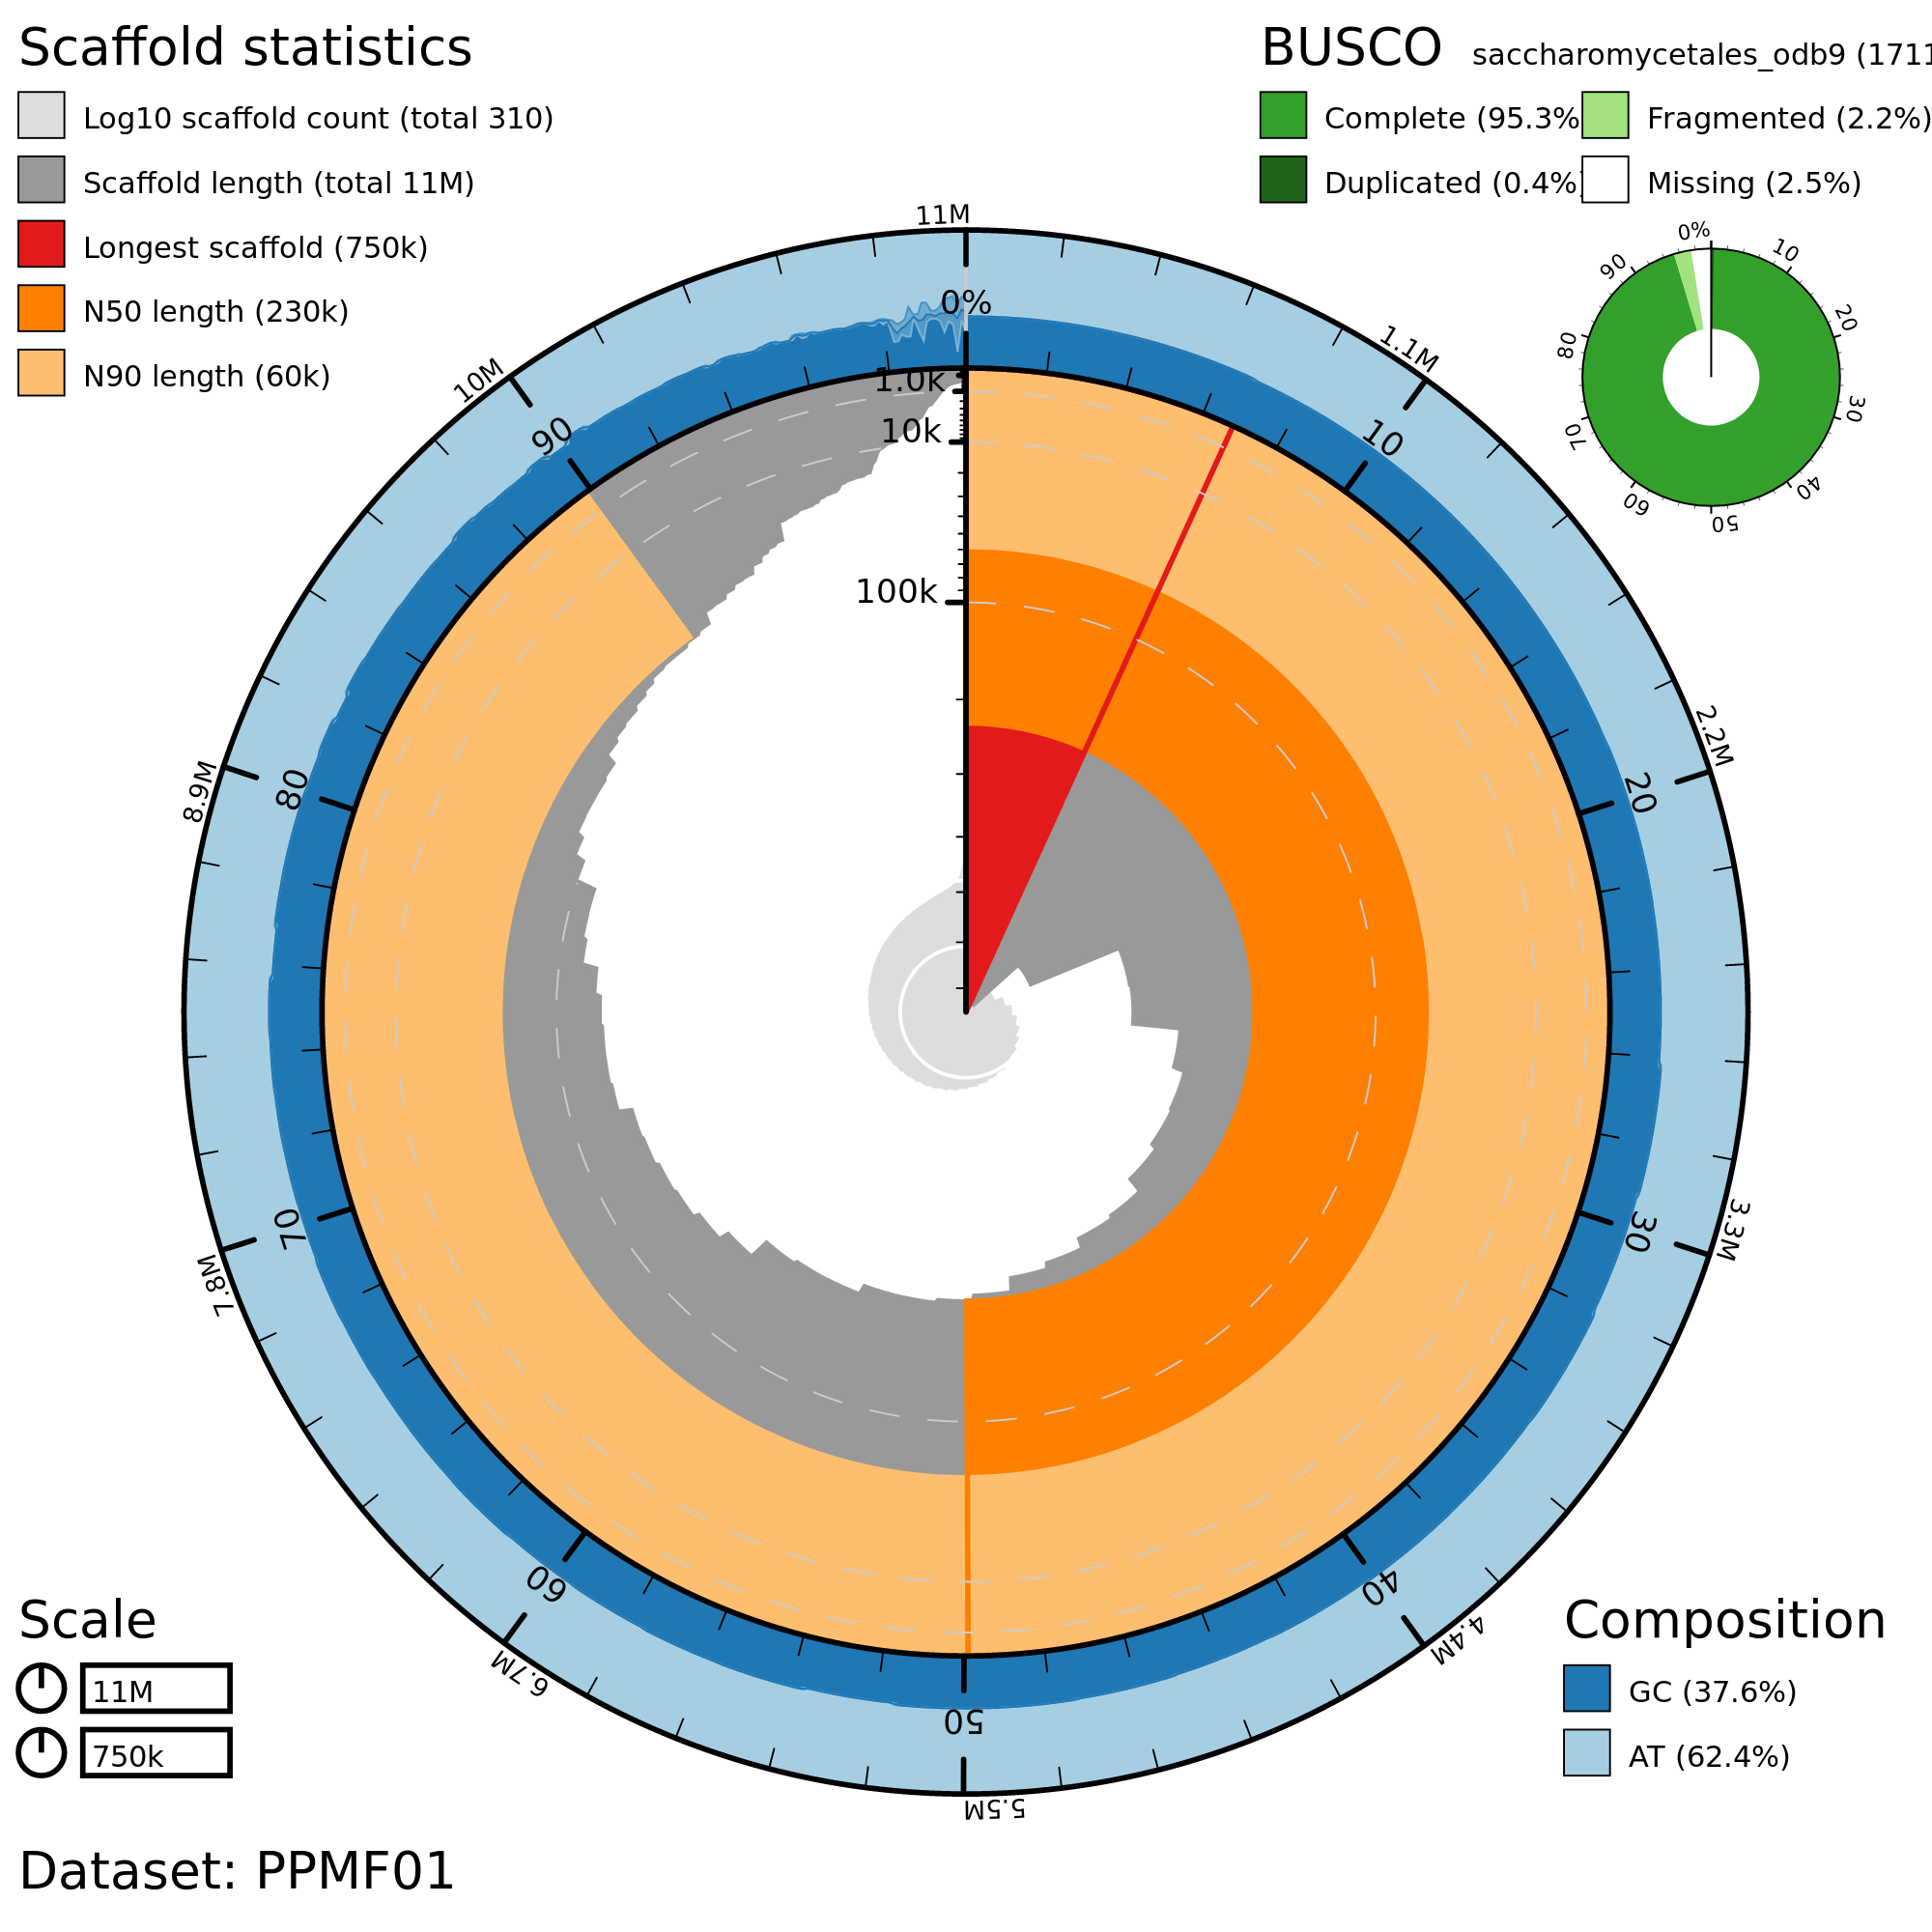 Scaffold statistics
Log10 scaffold count (total 310)
Scaffold length (total 11M)
Longest scaffold (750k)
N50 length (230k)
N90 length (60k)
BUSCO saccharomycetales_odb9 (1711
Complete (95.3% Fragmented (2.2%)
Duplicated (0.4%) Missing (2.5%)
0%
10
20
30
40
50
60
70
80
90
11M
1.1M
2.2M
3.3M
4.4M
5.5M
6.7M
7.8M
8.9M
10M
0%
10
20
30
40
50
60
70
80
90
1.0k
10k
100k
Scale
11M
750k
Composition
GC (37.6%)
AT (62.4%)
Dataset: PPMF01